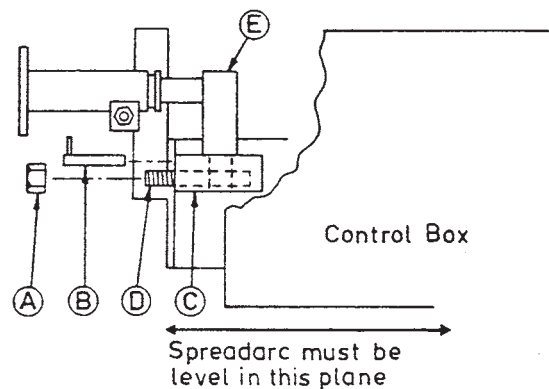 E
Control Box
A
B
D
C
Spreadarc must be
level in this plane